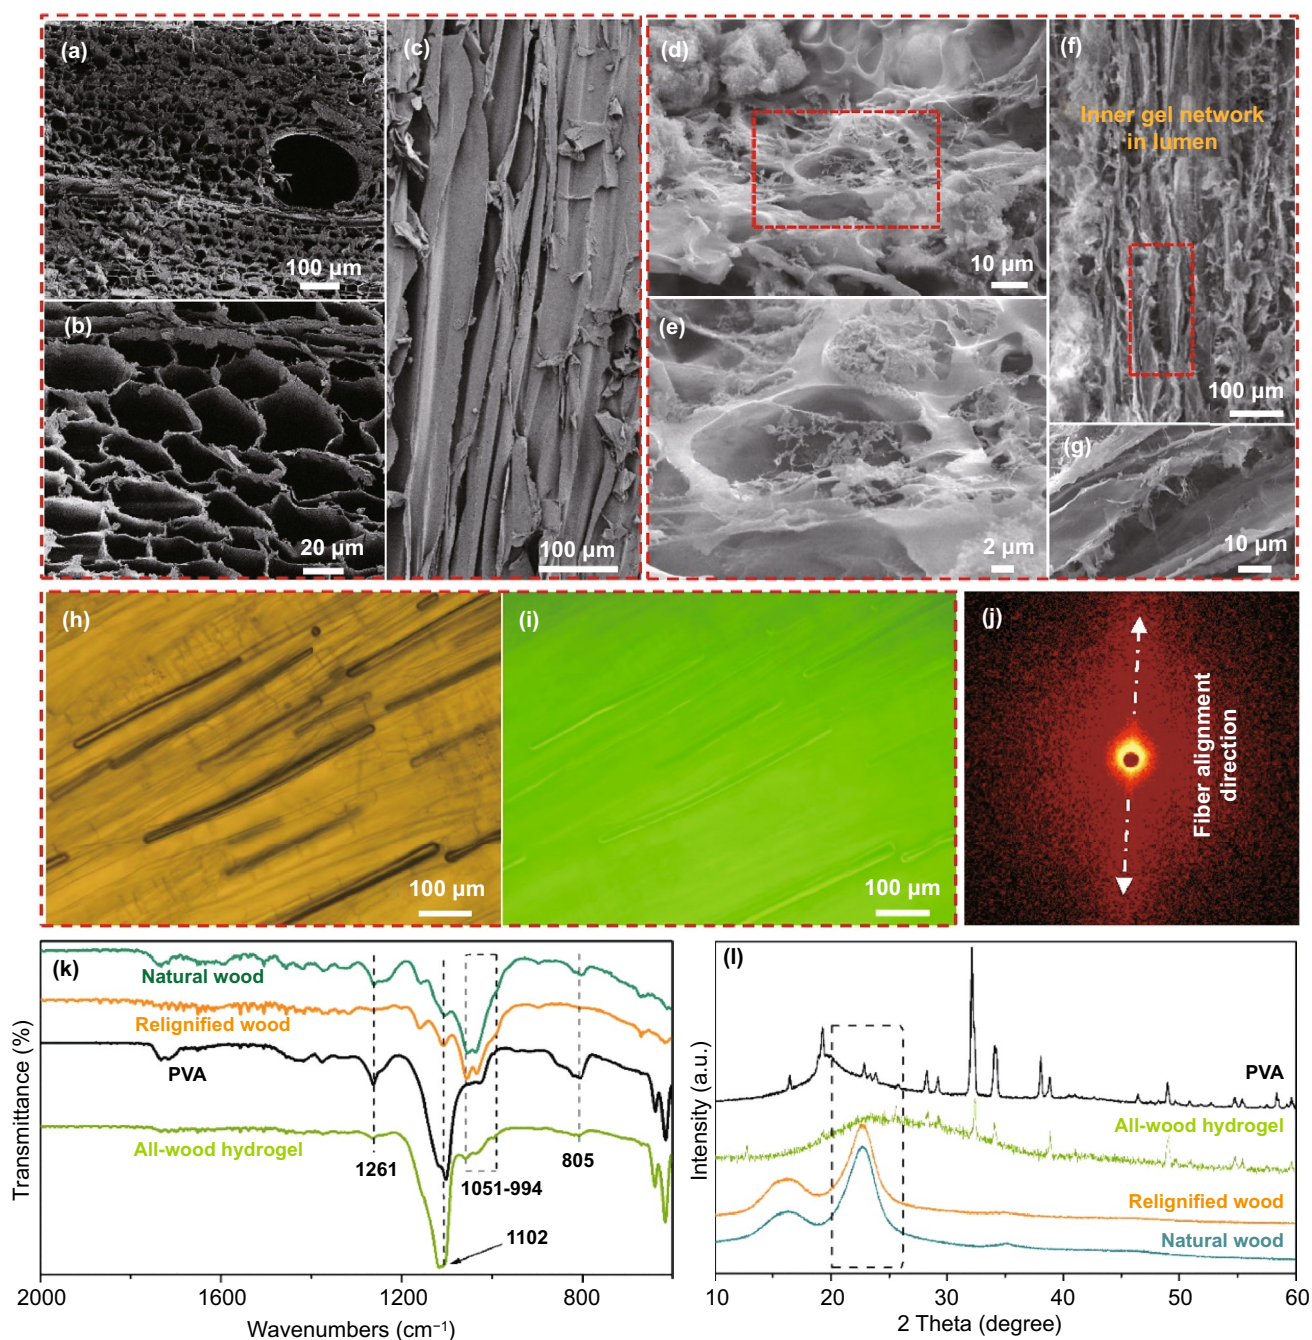 (a)
100 μm
(b)
20 μm
(c)
100 μm
(d)
10 μm
(e)
2 μm
(f)
Inner gel network
in lumen
100 μm
(g)
10 μm
(h)
100 μm
(i)
100 μm
(j)
Fiber alignment
direction
(k)
Natural wood
Relignified wood
PVA
All-wood hydrogel
1261
1051-994
805
1102
Transmittance (%)
2000 1600 1200 800
Wavenumbers (cm⁻¹)
(l)
PVA
All-wood hydrogel
Relignified wood
Natural wood
Intensity (a.u.)
10 20 30 40 50 60
2 Theta (degree)